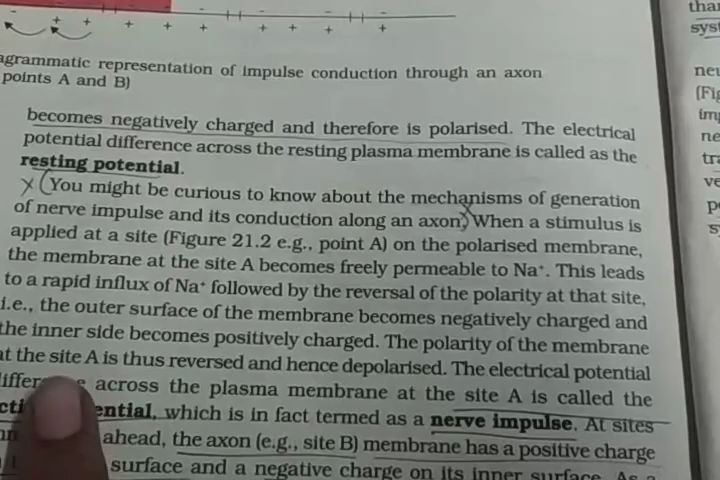 agrammatic representation of impulse conduction through an axon
points A and B)
becomes negatively charged and therefore is polarised. The electrical
potential difference across the resting plasma membrane is called as the
resting potential.
You might be curious to know about the mechanisms of generation
of nerve impulse and its conduction along an axon. When a stimulus is
applied at a site (Figure 21.2 e.g., point A) on the polarised membrane,
the membrane at the site A becomes freely permeable to Na⁺. This leads
to a rapid influx of Na⁺ followed by the reversal of the polarity at that site,
i.e., the outer surface of the membrane becomes negatively charged and
the inner side becomes positively charged. The polarity of the membrane
at the site A is thus reversed and hence depolarised. The electrical potential
across the plasma membrane at the site A is called the
ential, which is in fact termed as a nerve impulse. At sites
ahead, the axon (e.g., site B) membrane has a positive charge
surface and a negative charge on its inner surface. As a